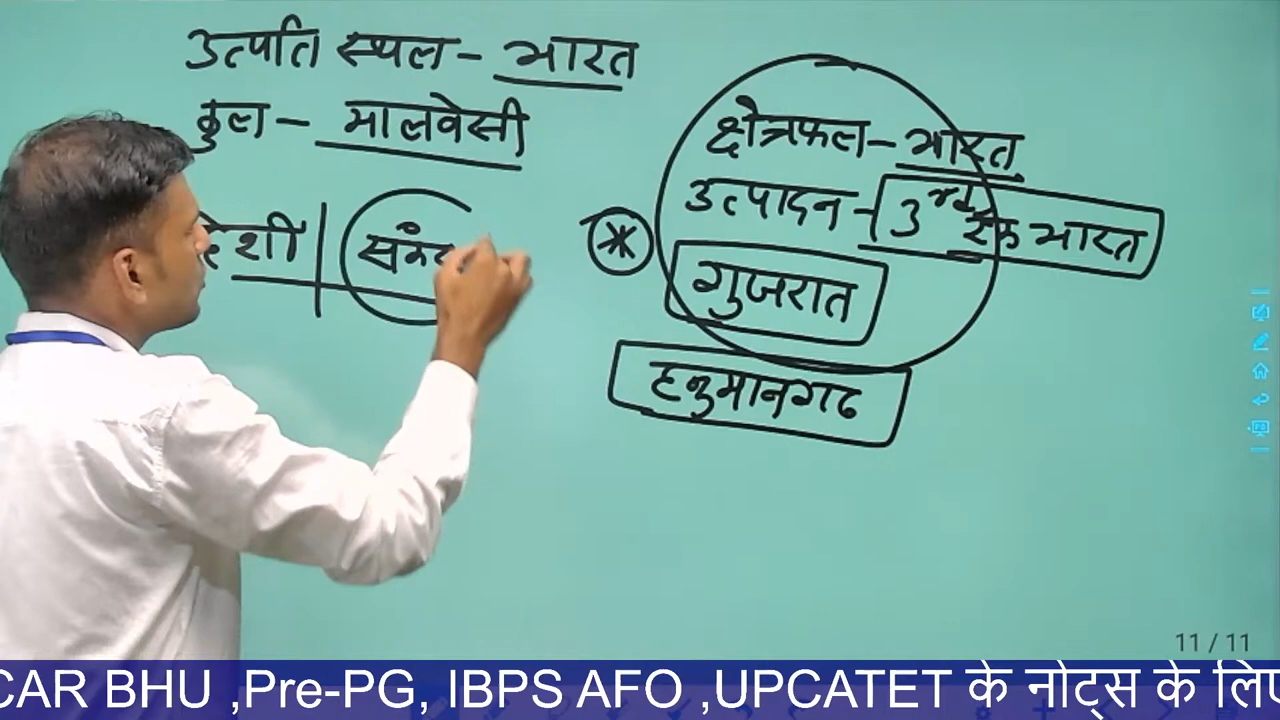 उत्पति स्थल - भारत
कुल - मालवेसी
देशी | संक
क्षेत्रफल - भारत
उत्पादन - 3rd रैंक भारत
गुजरात
हनुमानगढ
11 / 11
CAR BHU ,Pre-PG, IBPS AFO ,UPCATET के नोट्स के लिए